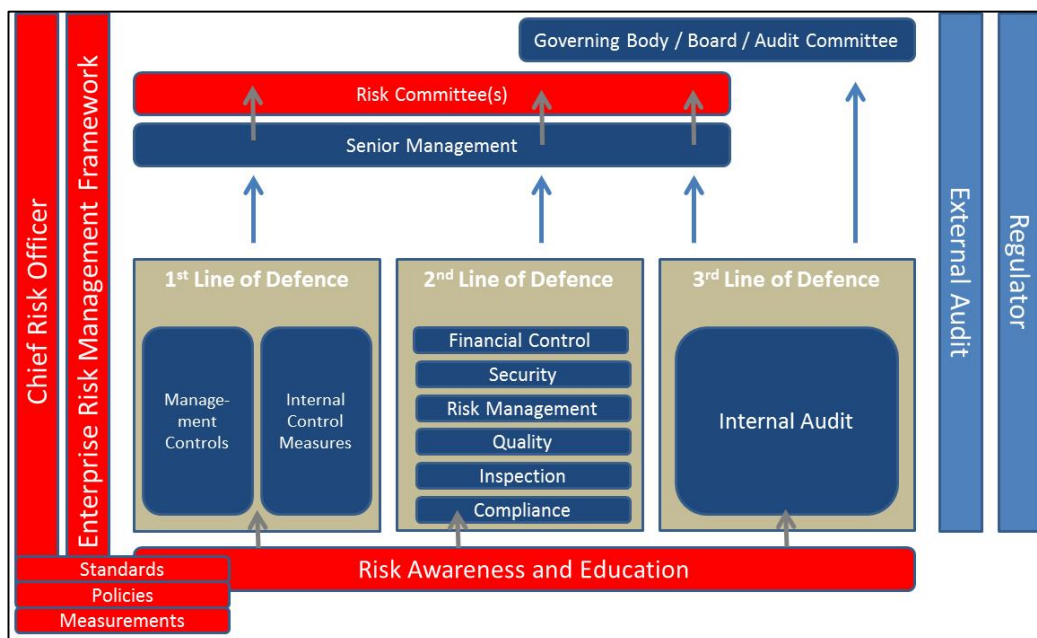 Chief Risk Officer
Enterprise Risk Management Framework
Governing Body / Board / Audit Committee
Risk Committee(s)
Senior Management
1st Line of Defence
Manage-
ment
Controls
Internal
Control
Measures
2nd Line of Defence
Financial Control
Security
Risk Management
Quality
Inspection
Compliance
3rd Line of Defence
Internal Audit
External Audit
Regulator
Risk Awareness and Education
Standards
Policies
Measurements